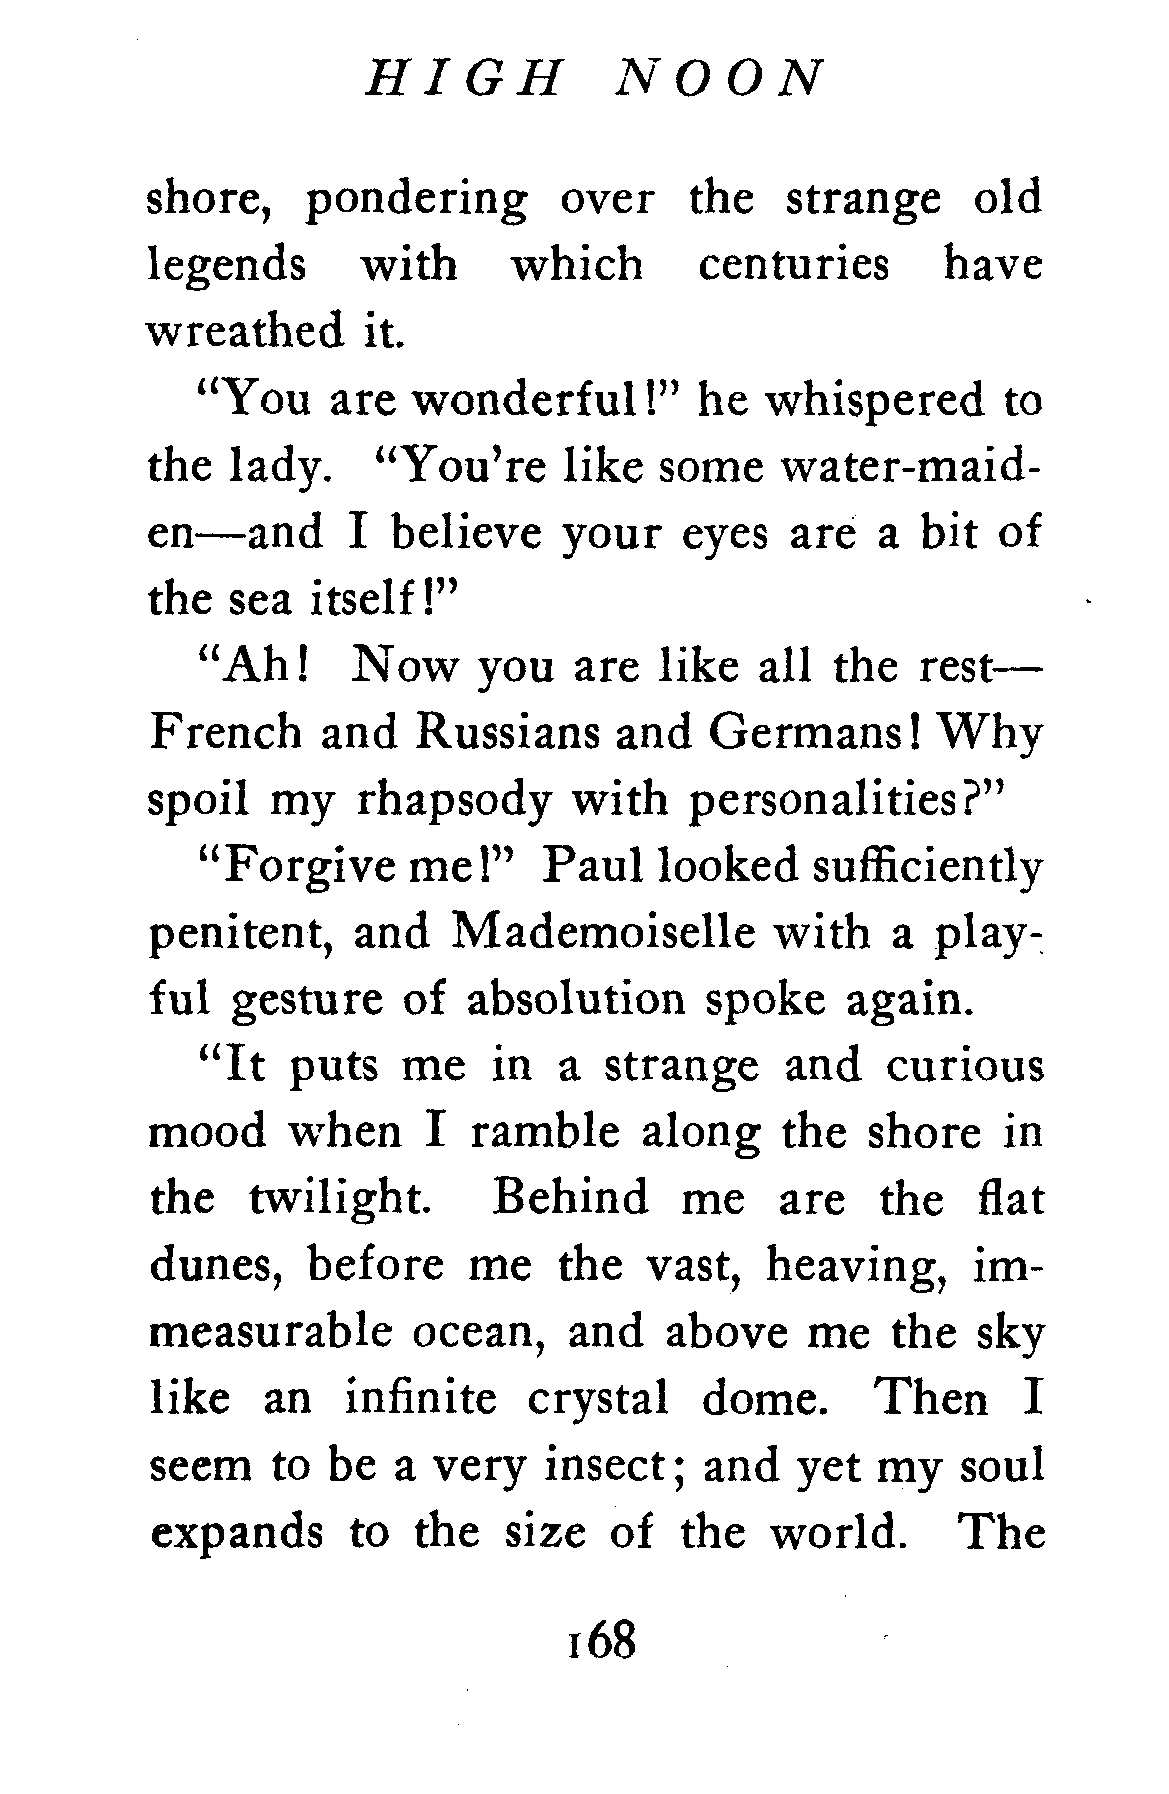 HIGH NOON
shore, pondering over the strange old
legends with which centuries have
wreathed it.
"You are wonderful!" he whispered to
the lady. "You're like some water-maid-
en—and I believe your eyes are a bit of
the sea itself!"
"Ah! Now you are like all the rest—
French and Russians and Germans! Why
spoil my rhapsody with personalities?"
"Forgive me!" Paul looked sufficiently
penitent, and Mademoiselle with a play-
ful gesture of absolution spoke again.
"It puts me in a strange and curious
mood when I ramble along the shore in
the twilight. Behind me are the flat
dunes, before me the vast, heaving, im-
measurable ocean, and above me the sky
like an infinite crystal dome. Then I
seem to be a very insect; and yet my soul
expands to the size of the world. The
168